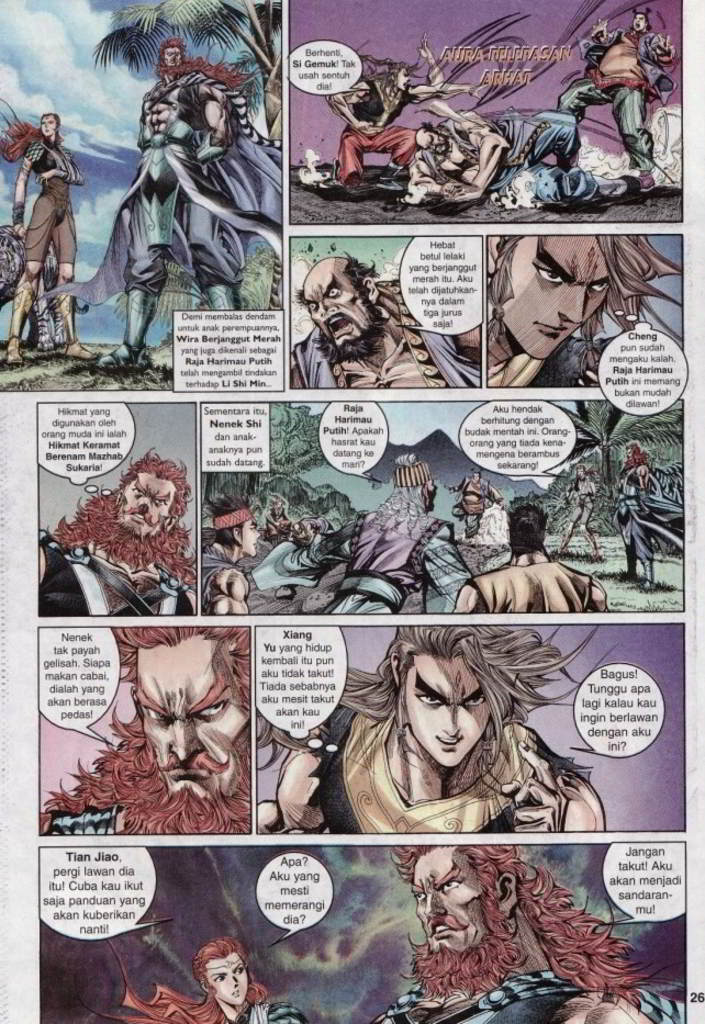 Berhenti,
Si Gemuk! Tak
usah sentuh
dia!
AURA
ARHAT
Demi membalas dendam
untuk anak perempuannya,
Wira Berjanggut Merah
yang juga dikenali sebagai
Raja Harimau Putih
telah mengambil tindakan
terhadap Li Shi Min...
Hebat
betul lelaki
yang berjanggut
merah itu. Aku
telah dijatuhkan-
nya dalam
tiga jurus
saja!
Cheng
pun sudah
mengaku kalah.
Raja Harimau
Putih ini memang
bukan mudah
dilawan!
Hikmat yang
digunakan oleh
orang muda ini ialah
Hikmat Keramat
Berenam Mazhab
Sukaria!
Sementara itu,
Nenek Shi
dan anak-
anaknya pun
sudah datang.
Raja
Harimau
Putih! Apakah
hasrat kau
datang ke-
mari?
Aku hendak
berhitung dengan
budak mentah ini. Orang-
orang yang tiada kena-
mengena berambus
sekarang!
Nenek
tak payah
gelisah. Siapa
makan cabai,
dialah yang
akan berasa
pedas!
Xiang
Yu yang hidup
kembali itu pun
aku tidak takut!
Tiada sebabnya
aku mesit takut
akan kau
ini!
Bagus!
Tunggu apa
lagi kalau kau
ingin berlawan
dengan aku
ini?
Tian Jiao,
pergi lawan dia
itu! Cuba kau ikut
saja panduan yang
akan kuberikan
nanti!
Apa?
Aku yang
mesti
memerangi
dia?
Jangan
takut! Aku
akan menjadi
sandaran-
mu!
26